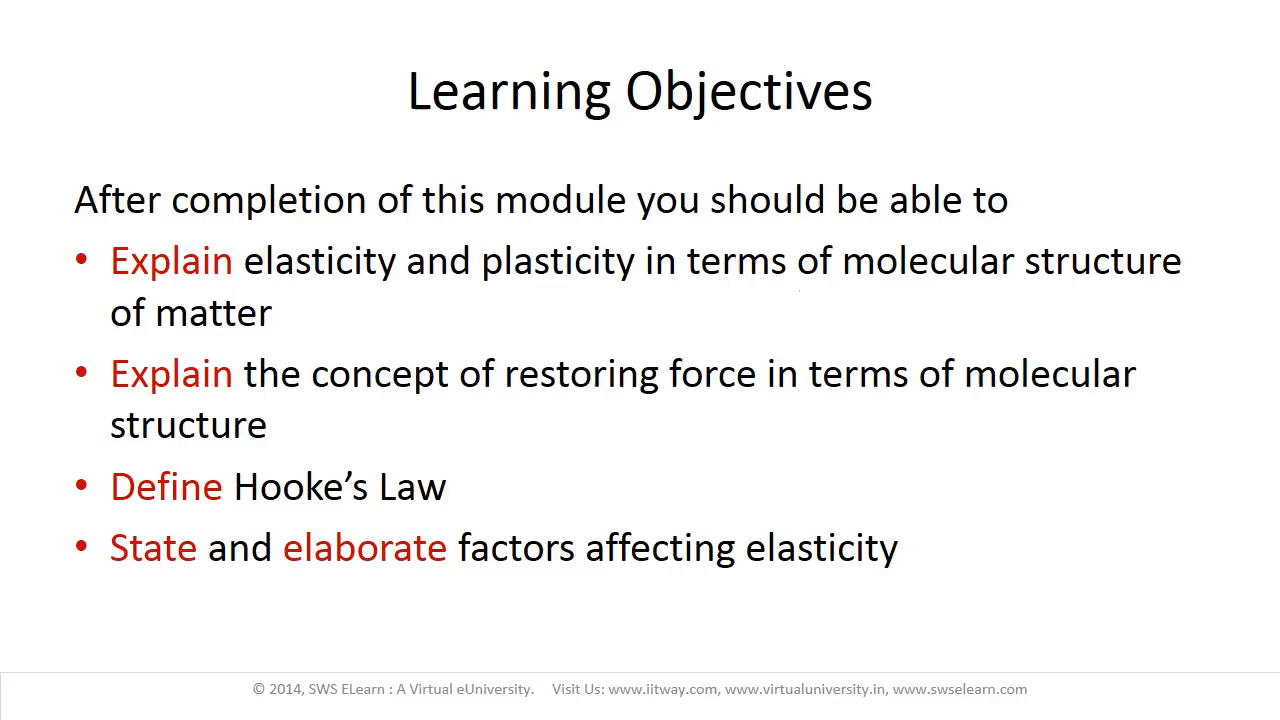 Learning Objectives
After completion of this module you should be able to
• Explain elasticity and plasticity in terms of molecular structure
of matter
• Explain the concept of restoring force in terms of molecular
structure
• Define Hooke’s Law
• State and elaborate factors affecting elasticity
© 2014, SWS ELearn : A Virtual eUniversity. Visit Us: www.iitway.com, www.virtualuniversity.in, www.swselearn.com